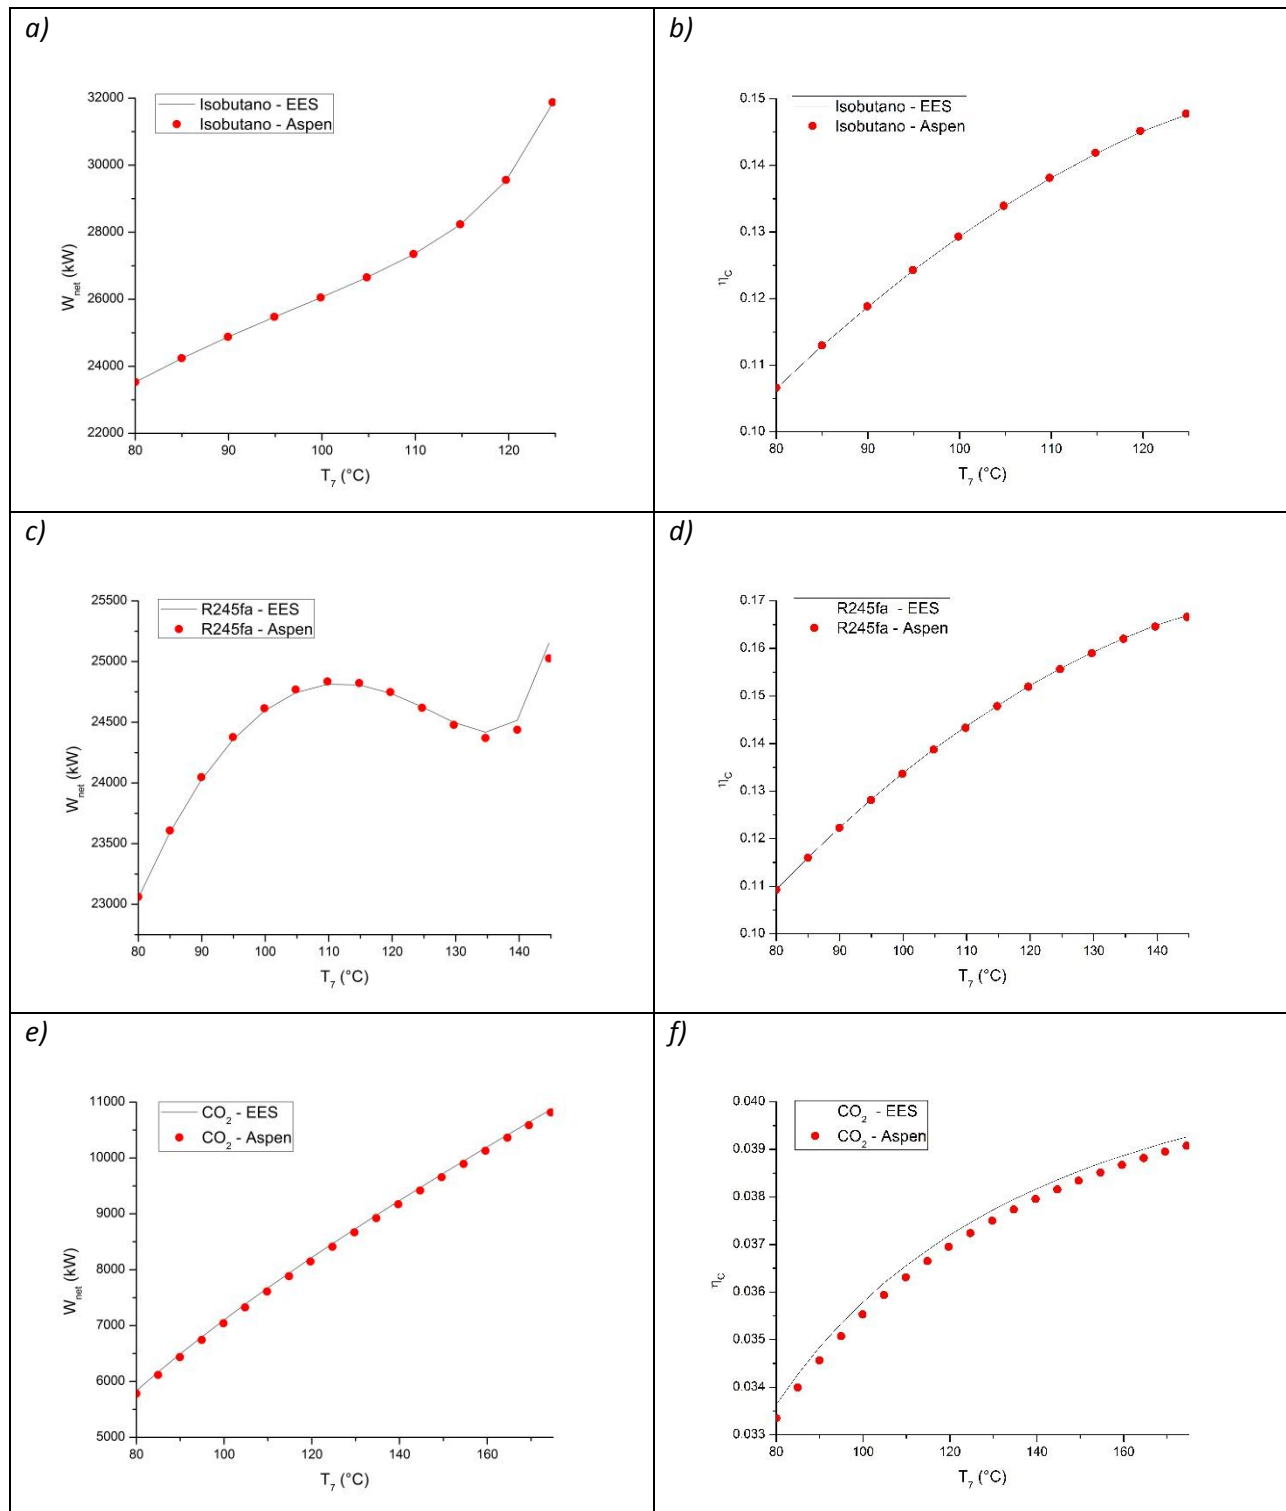 a)
Isobutano - EES
Isobutano - Aspen
32000
30000
28000
26000
24000
22000
W_net (kW)
80 90 100 110 120
T_7 (°C)
b)
Isobutano - EES
Isobutano - Aspen
0.15
0.14
0.13
0.12
0.11
0.10
η_C
80 90 100 110 120
T_7 (°C)
c)
R245fa - EES
R245fa - Aspen
25500
25000
24500
24000
23500
23000
W_net (kW)
80 90 100 110 120 130 140
T_7 (°C)
d)
R245fa - EES
R245fa - Aspen
0.17
0.16
0.15
0.14
0.13
0.12
0.11
0.10
η_C
80 90 100 110 120 130 140
T_7 (°C)
e)
CO_2 - EES
CO_2 - Aspen
11000
10000
9000
8000
7000
6000
5000
W_net (kW)
80 100 120 140 160
T_7 (°C)
f)
CO_2 - EES
CO_2 - Aspen
0.040
0.039
0.038
0.037
0.036
0.035
0.034
0.033
η_C
80 100 120 140 160
T_7 (°C)